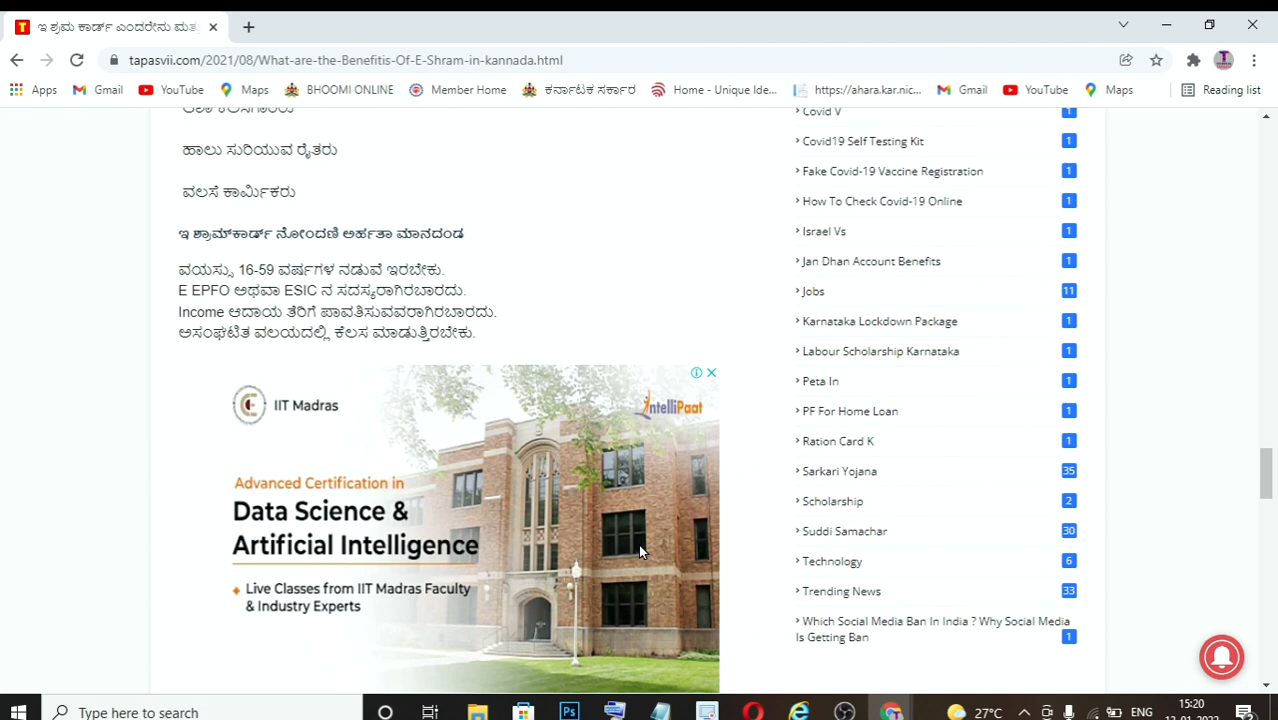 ಇ ಶ್ರಮ ಕಾರ್ಡ್ ಎಂದರೇನು ಮತ್ತ
tapasvii.com/2021/08/What-are-the-Benefitis-Of-E-Shram-in-kannada.html
Apps Gmail YouTube Maps BHOOMI ONLINE Member Home ಕರ್ನಾಟಕ ಸರ್ಕಾರ Home - Unique Ide... https://ahara.kar.nic... Gmail YouTube Maps Reading list
ಹಾಲು ಸುರಿಯುವ ರೈತರು
ವಲಸೆ ಕಾರ್ಮಿಕರು
ಇ ಶ್ರಾಮ್‌ಕಾರ್ಡ್ ನೋಂದಣಿ ಅರ್ಹತಾ ಮಾನದಂಡ
ವಯಸ್ಸು 16-59 ವರ್ಷಗಳ ನಡುವೆ ಇರಬೇಕು.
E EPFO ಅಥವಾ ESIC ನ ಸದಸ್ಯರಾಗಿರಬಾರದು.
Income ಆದಾಯ ತೆರಿಗೆ ಪಾವತಿಸುವವರಾಗಿರಬಾರದು.
ಅಸಂಘಟಿತ ವಲಯದಲ್ಲಿ ಕೆಲಸ ಮಾಡುತ್ತಿರಬೇಕು.
IIT Madras
intelliPaat
Advanced Certification in
Data Science &
Artificial Intelligence
Live Classes from IIT Madras Faculty
& Industry Experts
Covid V 1
Covid19 Self Testing Kit 1
Fake Covid-19 Vaccine Registration 1
How To Check Covid-19 Online 1
Israel Vs 1
Jan Dhan Account Benefits 1
Jobs 11
Karnataka Lockdown Package 1
Labour Scholarship Karnataka 1
Peta In 1
PF For Home Loan 1
Ration Card K 1
Sarkari Yojana 35
Scholarship 2
Suddi Samachar 30
Technology 6
Trending News 33
Which Social Media Ban In India ? Why Social Media
Is Getting Ban 1
Type here to search
Ps
27°C
ENG
15:20